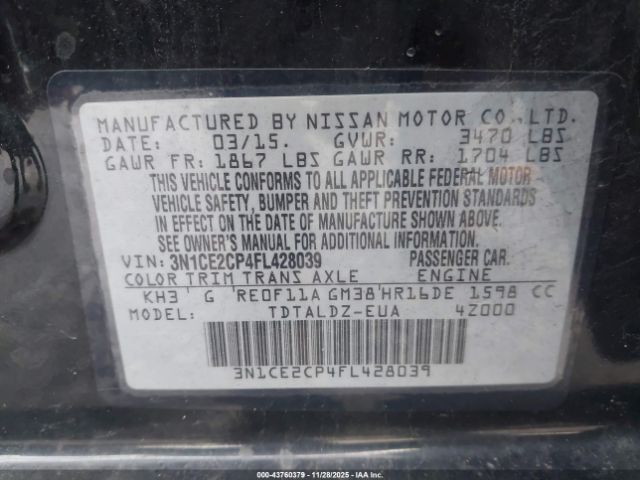 MANUFACTURED BY NISSAN MOTOR CO.,LTD.
DATE: 03/15. GVWR: 3470 LBS
GAWR FR: 1867 LBS GAWR RR: 1704 LBS
THIS VEHICLE CONFORMS TO ALL APPLICABLE FEDERAL MOTOR
VEHICLE SAFETY, BUMPER AND THEFT PREVENTION STANDARDS
IN EFFECT ON THE DATE OF MANUFACTURE SHOWN ABOVE.
SEE OWNER'S MANUAL FOR ADDITIONAL INFORMATION.
VIN: 3N1CE2CP4FL428039 PASSENGER CAR.
COLOR TRIM TRANS AXLE ENGINE
KH3 G 'RE0F11A GM38'HR16DE 1598 CC
MODEL: TDTALDZ-EUA 4Z000
3N1CE2CP4FL428039
000-43760379 - 11/28/2025 - IAAI.COM